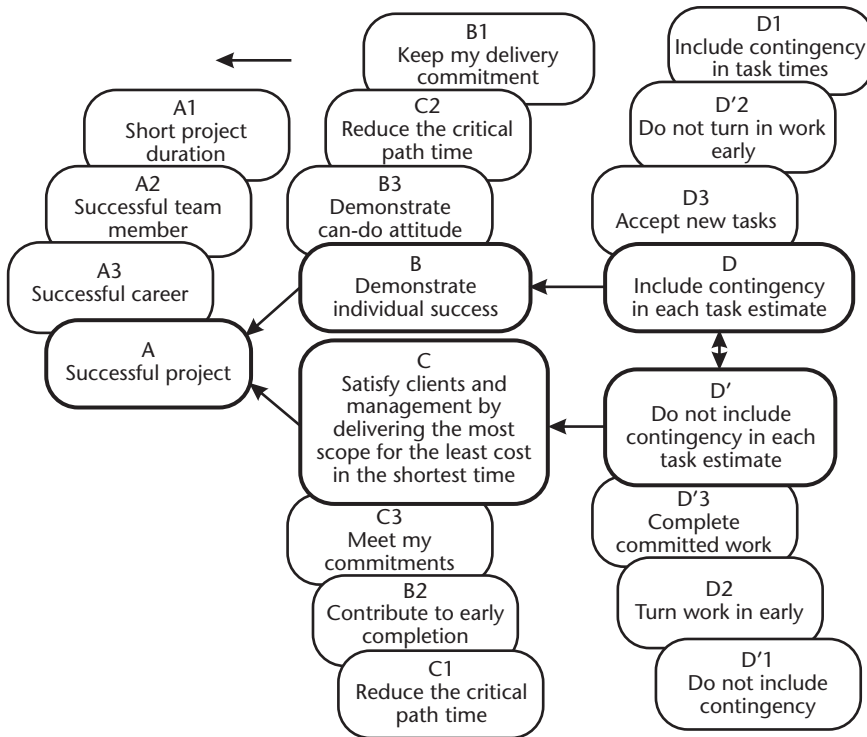 A1
Short project
duration
A2
Successful team
member
A3
Successful career
A
Successful project
B1
Keep my delivery
commitment
C2
Reduce the critical
path time
B3
Demonstrate
can-do attitude
B
Demonstrate
individual success
C
Satisfy clients and
management by
delivering the most
scope for the least cost
in the shortest time
C3
Meet my
commitments
B2
Contribute to early
completion
C1
Reduce the critical
path time
D1
Include contingency
in task times
D′2
Do not turn in work
early
D3
Accept new tasks
D
Include contingency
in each task estimate
D′
Do not include
contingency in each
task estimate
D′3
Complete
committed work
D2
Turn work in early
D′1
Do not include
contingency